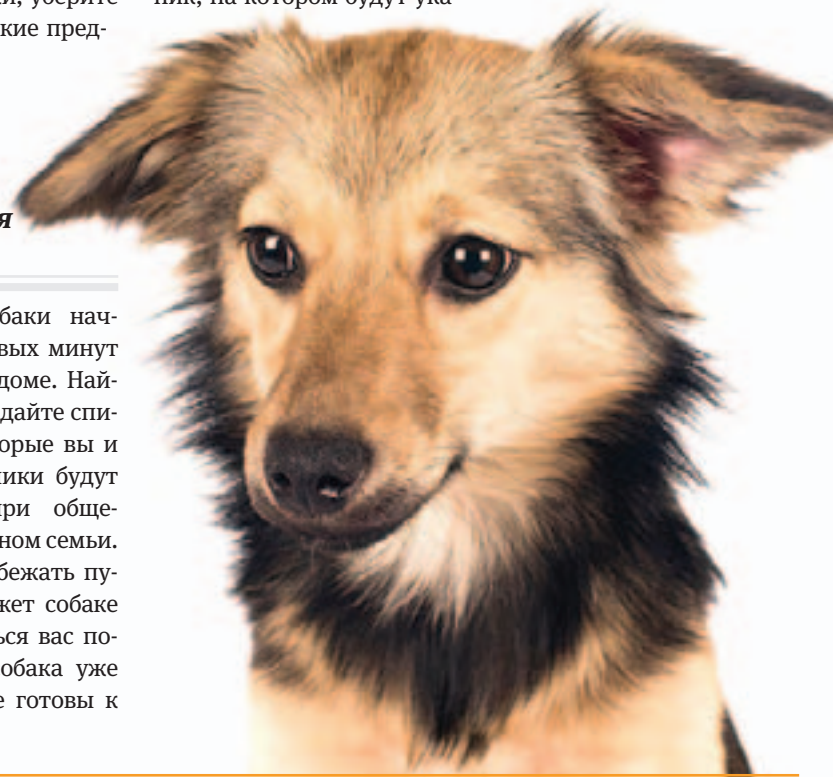 уберите
кие пред-
ник, на котором будут ука
я
баки нач-
вых минут
доме. Най-
дайте спи-
орые вы и
ики будут
ри обще-
ном семьи.
бежать пу-
жет собаке
ься вас по-
обака уже
е готовы к